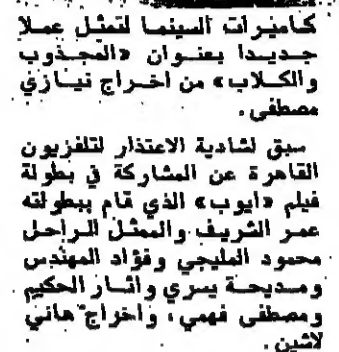 كاميرات السينما لتمثل عملا
جديدا بعنوان «المجذوب
والكلاب» من اخراج نيازي
مصطفى.
سبق لشادية الاعتذار لتلفزيون
القاهرة عن المشاركة في بطولة
فيلم «ايوب» الذي قام ببطولته
عمر الشريف والممثل الراحل
محمود المليجي وفؤاد المهندس
ومديحة يسري واثار الحكيم
ومصطفى فهمي، واخراج هاني
لاشين.